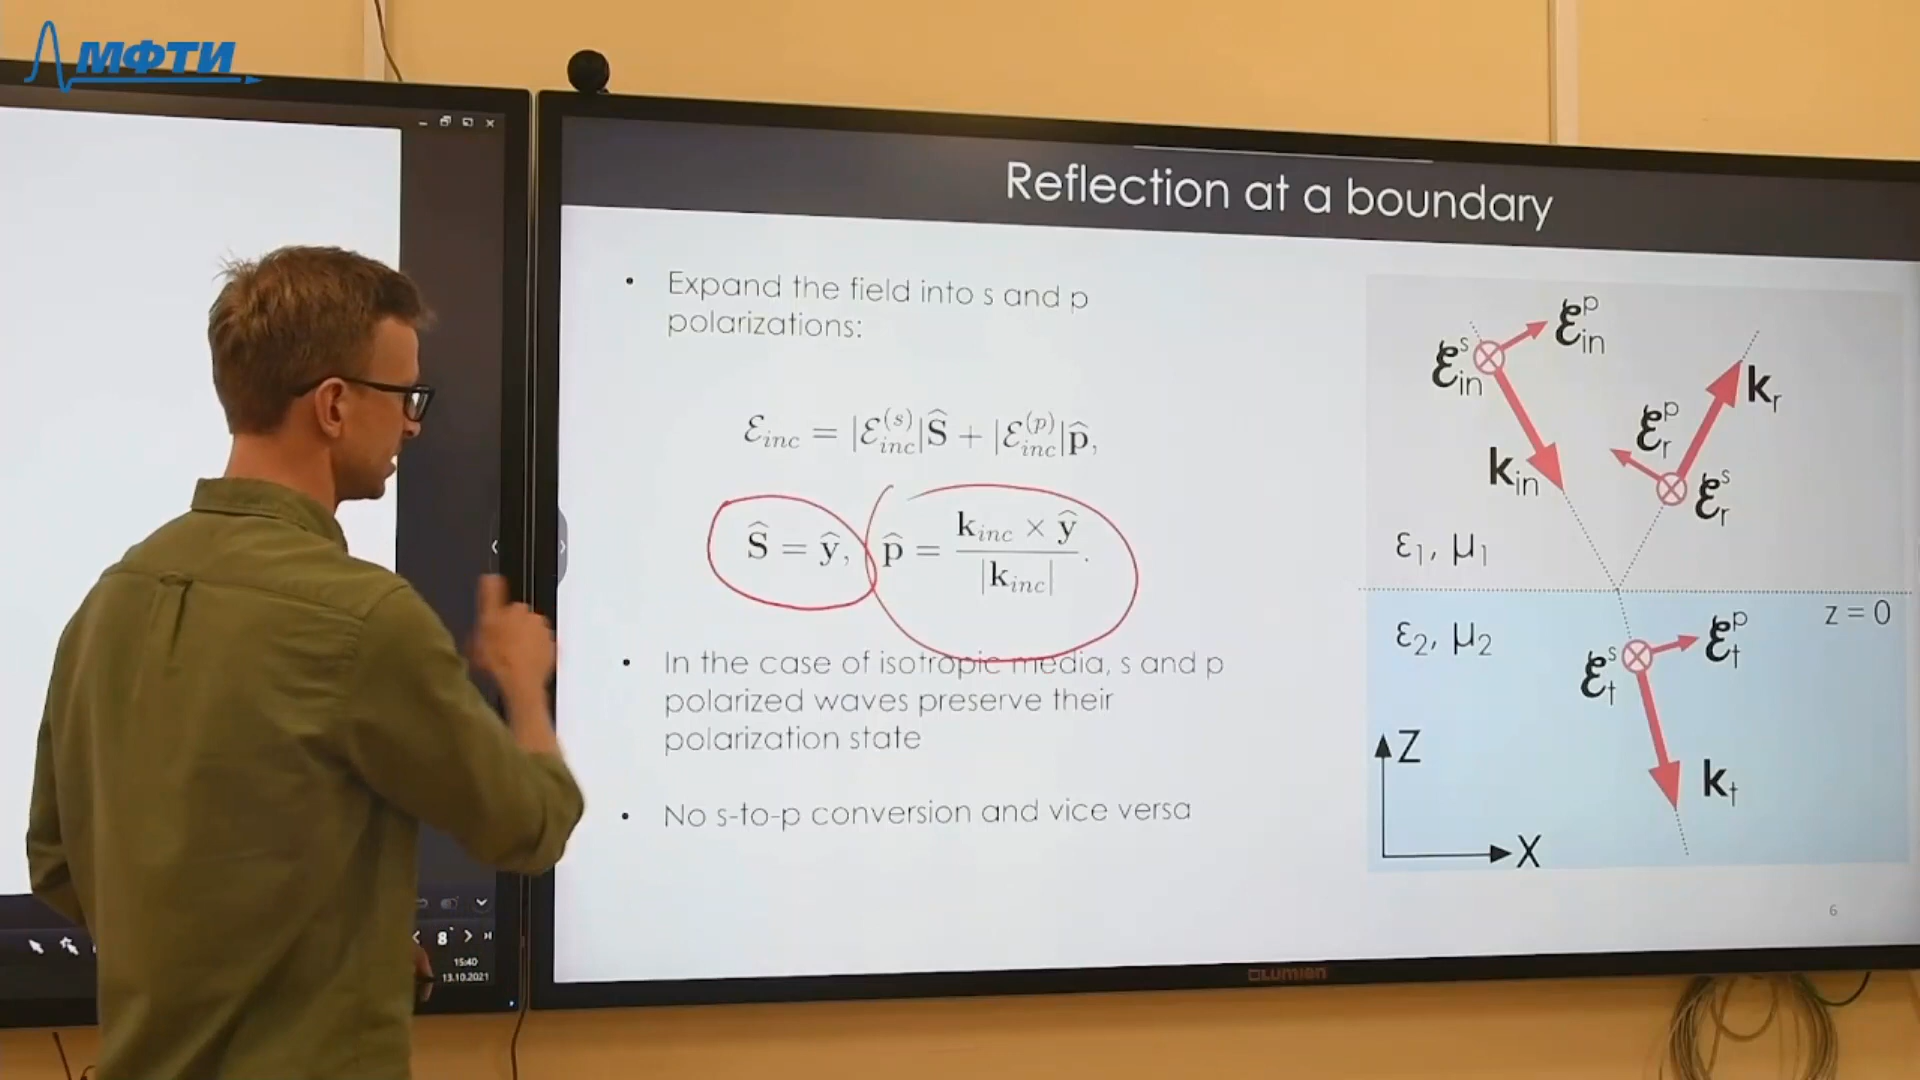 МФТИ
Reflection at a boundary
• Expand the field into s and p
polarizations:
ℰ_inc = |ℰ_inc^(s)|Ŝ + |ℰ_inc^(p)|p̂,
Ŝ = ŷ, p̂ = (k_inc × ŷ) / |k_inc|.
• In the case of isotropic media, s and p
polarized waves preserve their
polarization state
• No s-to-p conversion and vice versa
ℰ_in^s
ℰ_in^p
k_in
ℰ_r^p
k_r
ℰ_r^s
ε₁, μ₁
z = 0
ε₂, μ₂
ℰ_t^s
ℰ_t^p
k_t
Z
X
6
8
15:40
13.10.2021
Lumien